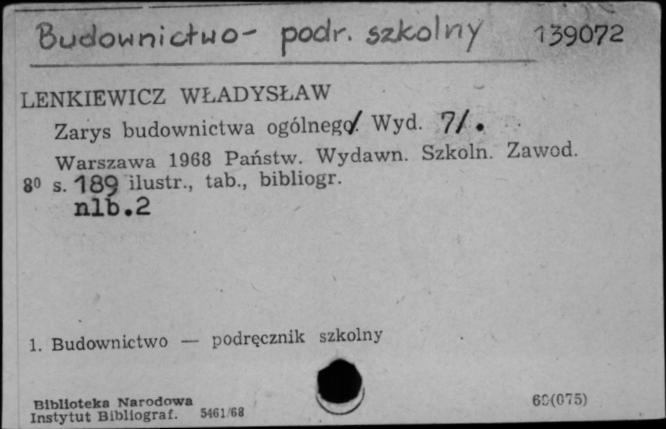 Budownictwo - podr. szkolny 139072
LENKIEWICZ WŁADYSŁAW
Zarys budownictwa ogólnego/. Wyd. 7/.
Warszawa 1968 Państw. Wydawn. Szkoln. Zawod.
8⁰ s. 189 ilustr., tab., bibliogr.
nlb.2
1. Budownictwo — podręcznik szkolny
Biblioteka Narodowa
Instytut Bibliograf. 5461/68
69(075)